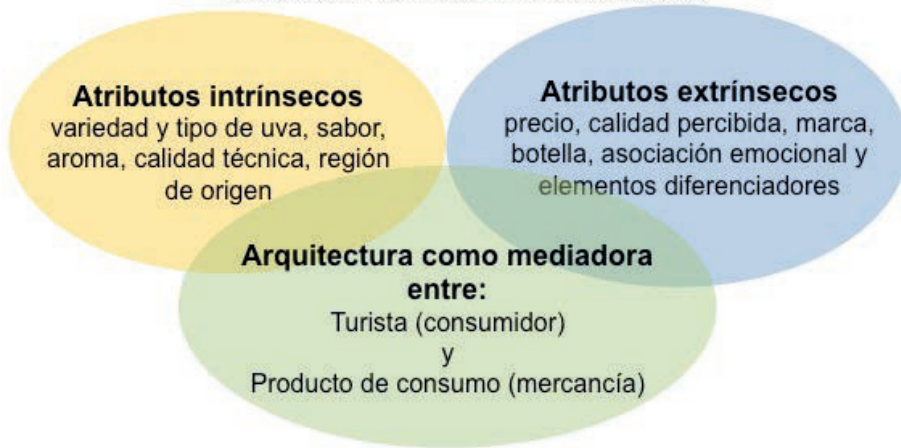 Atributos intrínsecos
variedad y tipo de uva, sabor,
aroma, calidad técnica, región
de origen
Atributos extrínsecos
precio, calidad percibida, marca,
botella, asociación emocional y
elementos diferenciadores
Arquitectura como mediadora
entre:
Turista (consumidor)
y
Producto de consumo (mercancía)